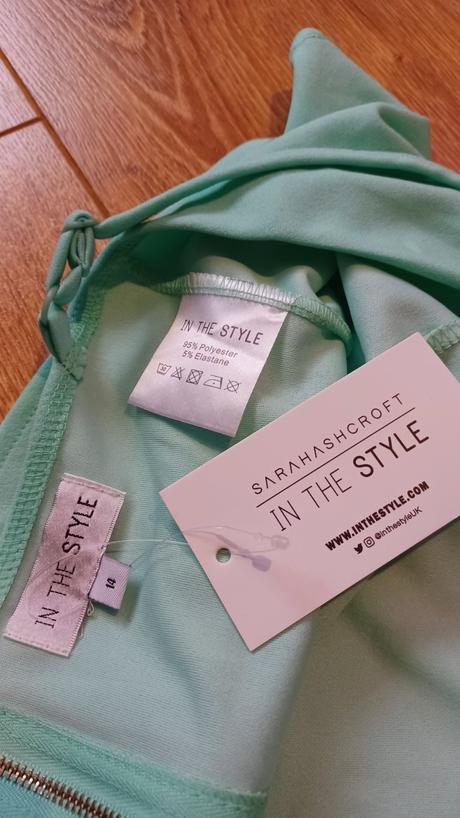 IN THE STYLE
95% Polyester
5% Elastane
30
SARAHASHCROFT
IN THE STYLE
WWW.INTHESTYLE.COM
@inthestyleUK
IN THE STYLE
14